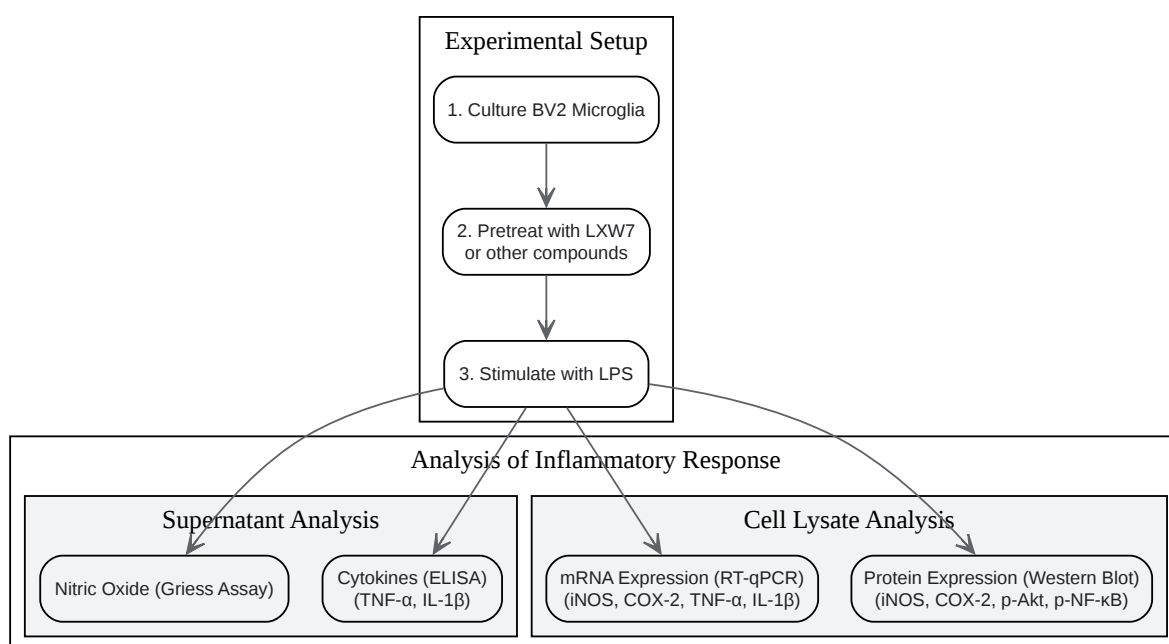 Experimental Setup
1. Culture BV2 Microglia
2. Pretreat with LXW7
or other compounds
3. Stimulate with LPS
Analysis of Inflammatory Response
Supernatant Analysis
Nitric Oxide (Griess Assay)
Cytokines (ELISA)
(TNF-α, IL-1β)
Cell Lysate Analysis
mRNA Expression (RT-qPCR)
(iNOS, COX-2, TNF-α, IL-1β)
Protein Expression (Western Blot)
(iNOS, COX-2, p-Akt, p-NF-κB)